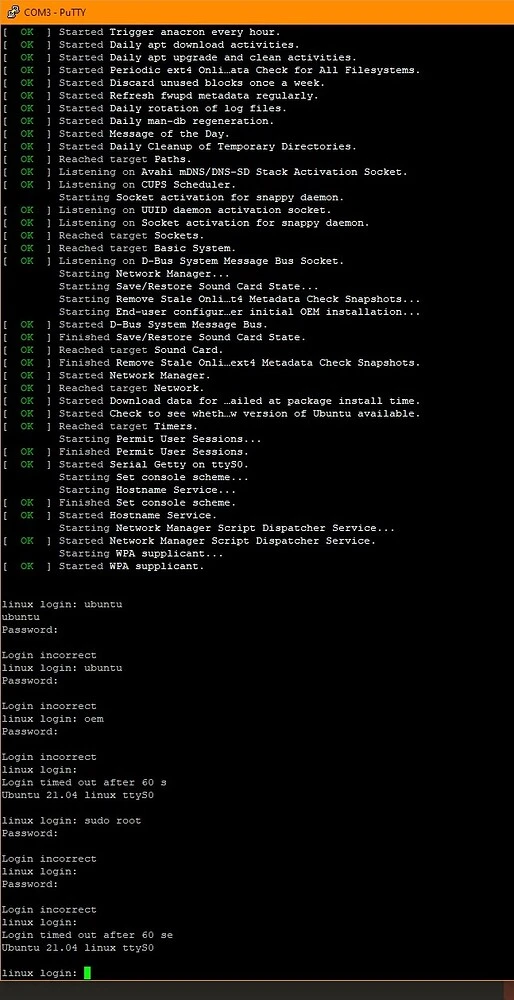 COM3 - PuTTY
[  OK  ] Started Trigger anacron every hour.
[  OK  ] Started Daily apt download activities.
[  OK  ] Started Daily apt upgrade and clean activities.
[  OK  ] Started Periodic ext4 Onli…ata Check for All Filesystems.
[  OK  ] Started Discard unused blocks once a week.
[  OK  ] Started Refresh fwupd metadata regularly.
[  OK  ] Started Daily rotation of log files.
[  OK  ] Started Daily man-db regeneration.
[  OK  ] Started Message of the Day.
[  OK  ] Started Daily Cleanup of Temporary Directories.
[  OK  ] Reached target Paths.
[  OK  ] Listening on Avahi mDNS/DNS-SD Stack Activation Socket.
[  OK  ] Listening on CUPS Scheduler.
         Starting Socket activation for snappy daemon.
[  OK  ] Listening on UUID daemon activation socket.
[  OK  ] Listening on Socket activation for snappy daemon.
[  OK  ] Reached target Sockets.
[  OK  ] Reached target Basic System.
[  OK  ] Listening on D-Bus System Message Bus Socket.
         Starting Network Manager...
         Starting Save/Restore Sound Card State...
         Starting Remove Stale Onli…t4 Metadata Check Snapshots...
         Starting End-user configur…er initial OEM installation...
[  OK  ] Started D-Bus System Message Bus.
[  OK  ] Finished Save/Restore Sound Card State.
[  OK  ] Reached target Sound Card.
[  OK  ] Finished Remove Stale Onli…ext4 Metadata Check Snapshots.
[  OK  ] Started Network Manager.
[  OK  ] Reached target Network.
[  OK  ] Started Download data for …ailed at package install time.
[  OK  ] Started Check to see wheth…w version of Ubuntu available.
[  OK  ] Reached target Timers.
         Starting Permit User Sessions...
[  OK  ] Finished Permit User Sessions.
[  OK  ] Started Serial Getty on ttyS0.
         Starting Set console scheme...
         Starting Hostname Service...
[  OK  ] Finished Set console scheme.
[  OK  ] Started Hostname Service.
         Starting Network Manager Script Dispatcher Service...
[  OK  ] Started Network Manager Script Dispatcher Service.
         Starting WPA supplicant...
[  OK  ] Started WPA supplicant.
linux login: ubuntu
ubuntu
Password:
Login incorrect
linux login: ubuntu
Password:
Login incorrect
linux login: oem
Password:
Login incorrect
linux login:
Login timed out after 60 s
Ubuntu 21.04 linux ttyS0
linux login: sudo root
Password:
Login incorrect
linux login:
Password:
Login incorrect
linux login:
Login timed out after 60 se
Ubuntu 21.04 linux ttyS0
linux login: